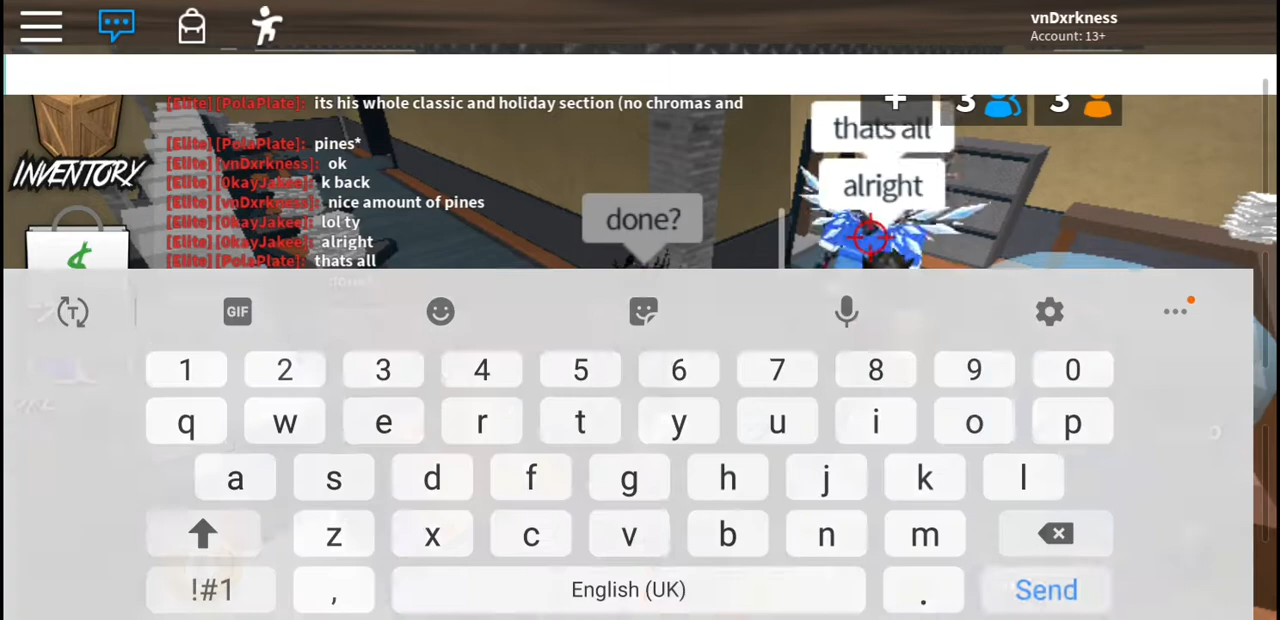 vnDxrkness
Account: 13+
[Elite] [PolaPlate]: its his whole classic and holiday section (no chromas and
+ 3 3
thats all
[Elite] [PolaPlate]: pines*
[Elite] [vnDxrkness]: ok
[Elite] [0kayJakee]: k back
alright
INVENTORY
[Elite] [vnDxrkness]: nice amount of pines
done?
[Elite] [0kayJakee]: lol ty
[Elite] [0kayJakee]: alright
[Elite] [PolaPlate]: thats all
T GIF
1 2 3 4 5 6 7 8 9 0
q w e r t y u i o p
a s d f g h j k l
z x c v b n m
!#1 , English (UK) . Send